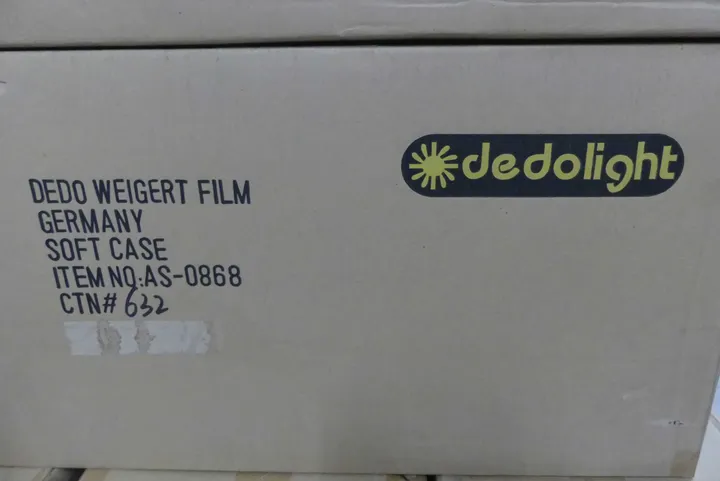 dedolight
DEDO WEIGERT FILM
GERMANY
SOFT CASE
ITEM NO.:AS-0868
CTN# 632